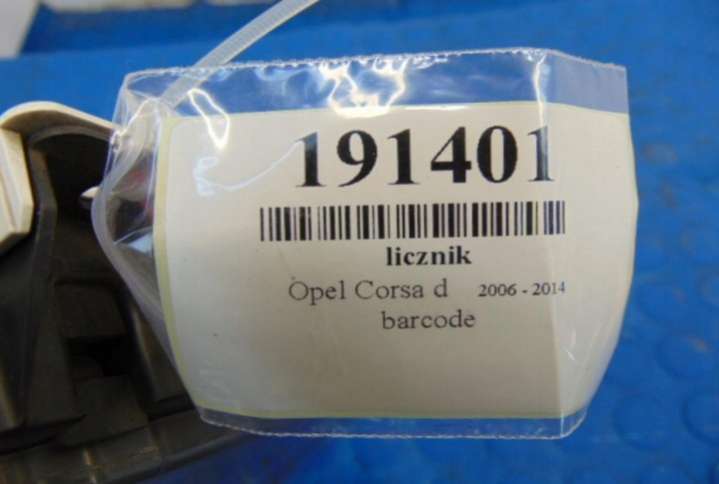 191401
licznik
Opel Corsa d 2006 - 2014
barcode